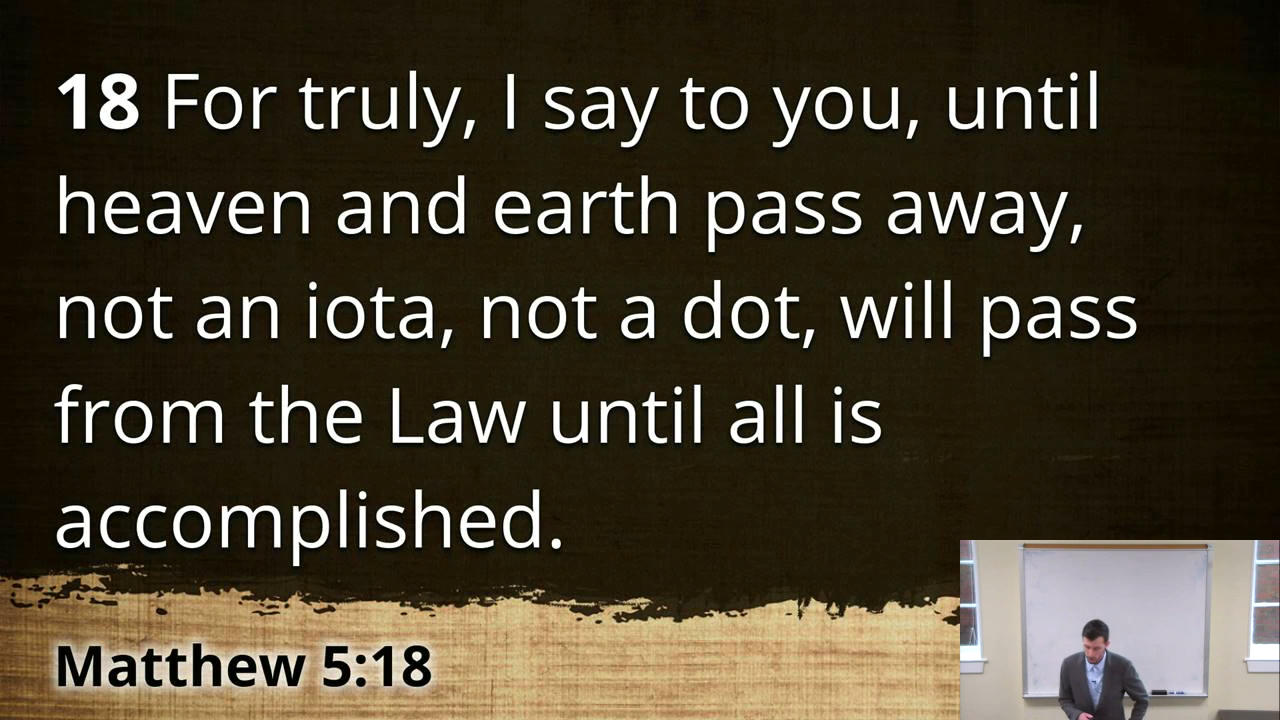 18 For truly, I say to you, until
heaven and earth pass away,
not an iota, not a dot, will pass
from the Law until all is
accomplished.
Matthew 5:18